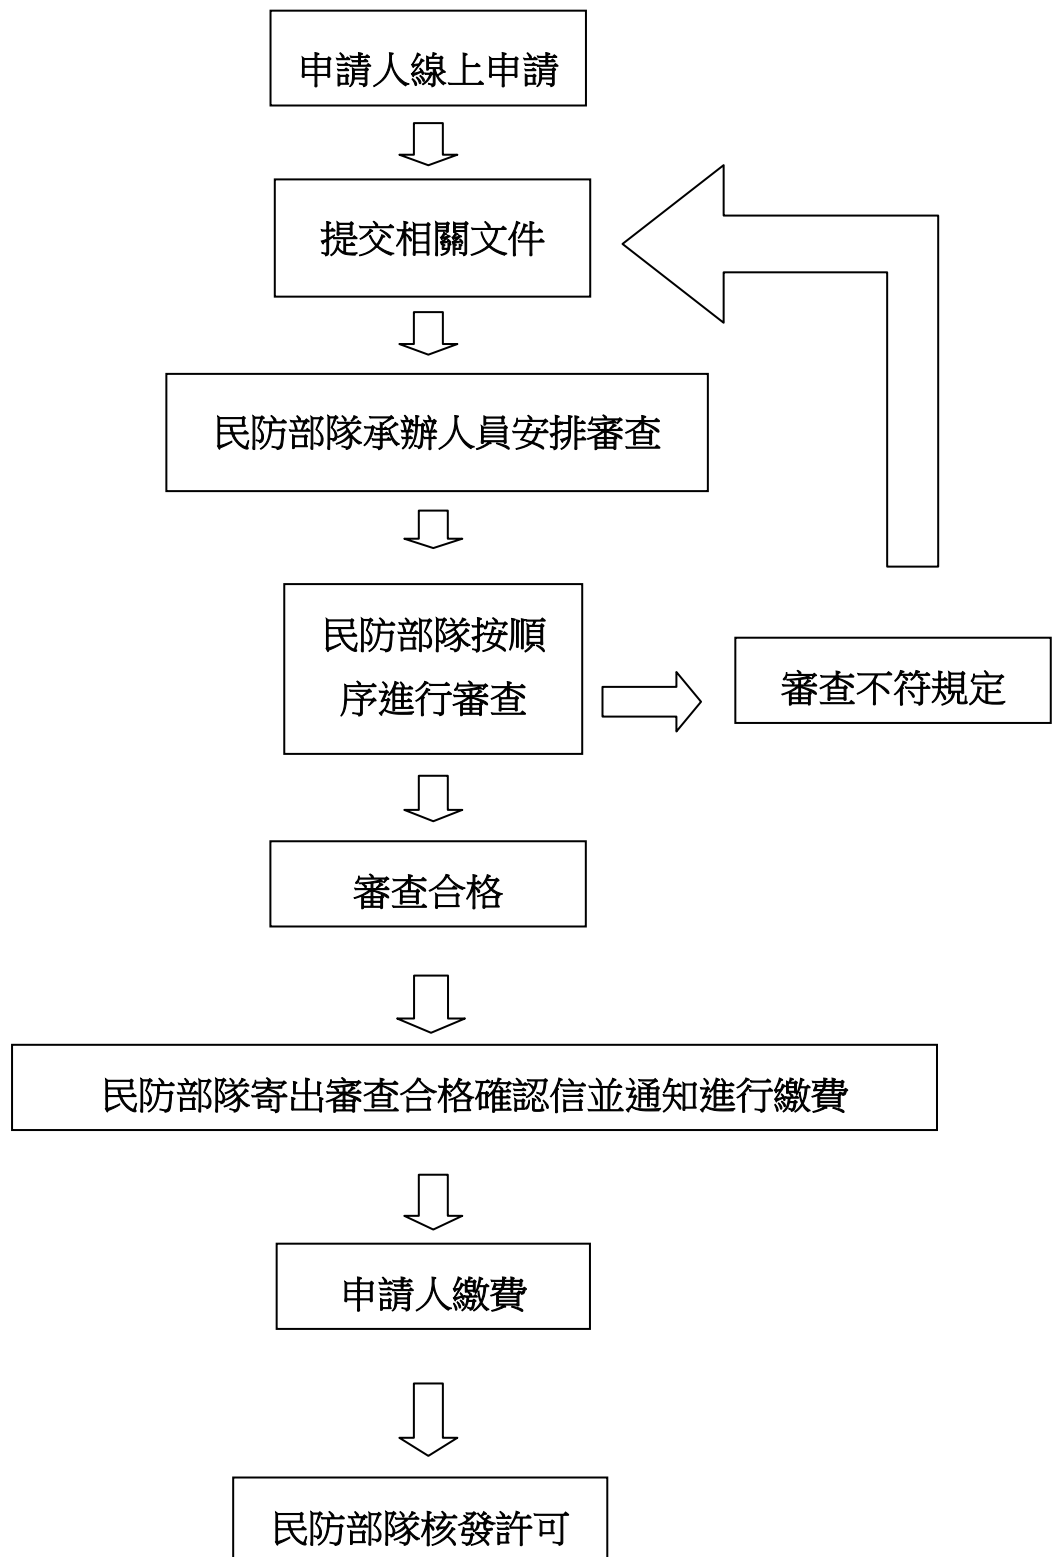 申請人線上申請
提交相關文件
民防部隊承辦人員安排審查
民防部隊按順
序進行審查
審查不符規定
審查合格
民防部隊寄出審查合格確認信並通知進行繳費
申請人繳費
民防部隊核發許可